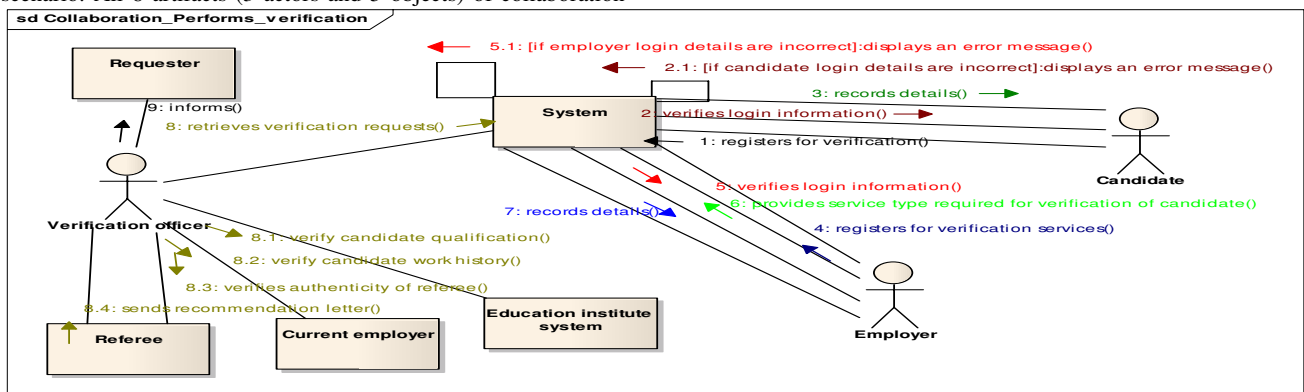 scenario. All 8 artifacts (3 actors and 5 objects) of collaboration
sd Collaboration_Performs_verification
5.1: [if employer login details are incorrect]:displays an error message()
Requester
2.1: [if candidate login details are incorrect]:displays an error message()
3: records details()
9: informs()
System
2: verifies login information()
8: retrieves verification requests()
1: registers for verification()
Candidate
5: verifies login information()
6: provides service type required for verification of candidate()
7: records details()
Verification officer
4: registers for verification services()
8.1: verify candidate qualification()
8.2: verify candidate work history()
8.3: verifies authenticity of referee()
8.4: sends recommendation letter()
Education institute
system
Referee
Current employer
Employer